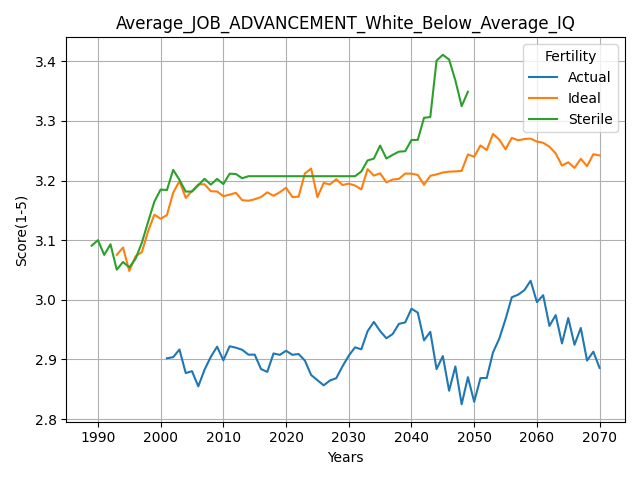 Average_JOB_ADVANCEMENT_White_Below_Average_IQ
Fertility
Actual
Ideal
Sterile
Score(1-5)
3.4
3.3
3.2
3.1
3.0
2.9
2.8
1990 2000 2010 2020 2030 2040 2050 2060 2070
Years